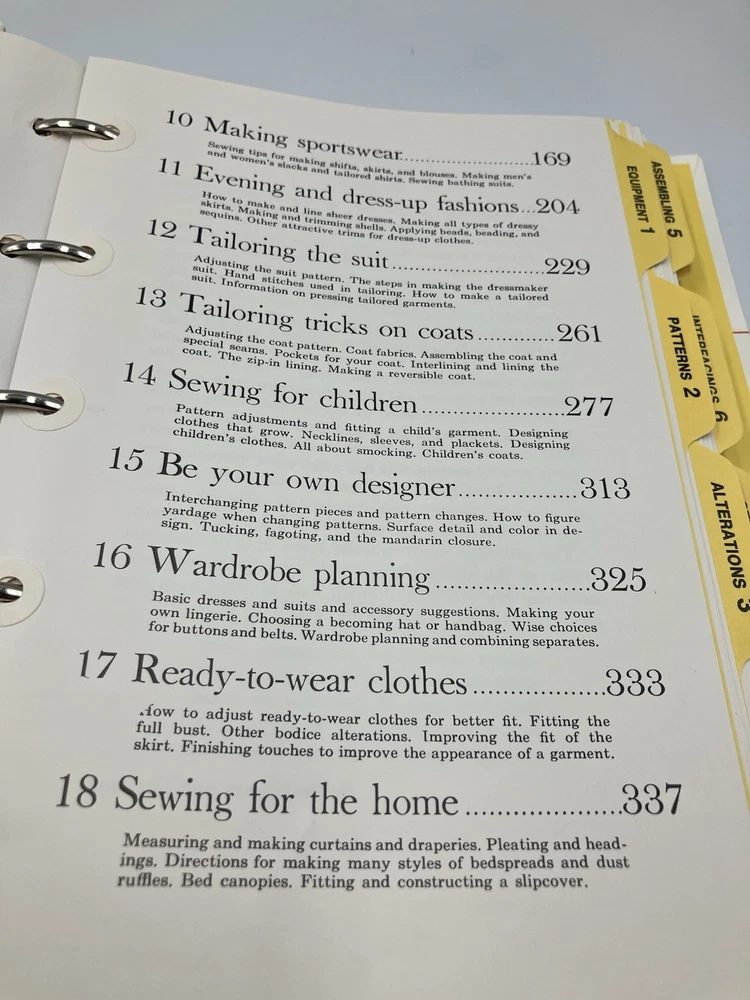 10 Making sportswear..................169
Sewing tips for making shifts, skirts, and blouses. Making men's
and women's slacks and tailored shirts. Sewing bathing suits.
11 Evening and dress-up fashions...204
How to make and line sheer dresses. Making all types of dressy
skirts. Making and trimming shells. Applying beads, beading, and
sequins. Other attractive trims for dress-up clothes.
12 Tailoring the suit.....................229
Adjusting the suit pattern. The steps in making the dressmaker
suit. Hand stitches used in tailoring. How to make a tailored
suit. Information on pressing tailored garments.
13 Tailoring tricks on coats............261
Adjusting the coat pattern. Coat fabrics. Assembling the coat and
special seams. Pockets for your coat. Interlining and lining the
coat. The zip-in lining. Making a reversible coat.
14 Sewing for children.....................277
Pattern adjustments and fitting a child's garment. Designing
clothes that grow. Necklines, sleeves, and plackets. Designing
children's clothes. All about smocking. Children's coats.
15 Be your own designer.................313
Interchanging pattern pieces and pattern changes. How to figure
yardage when changing patterns. Surface detail and color in de-
sign. Tucking, fagoting, and the mandarin closure.
16 Wardrobe planning......................325
Basic dresses and suits and accessory suggestions. Making your
own lingerie. Choosing a becoming hat or handbag. Wise choices
for buttons and belts. Wardrobe planning and combining separates.
17 Ready-to-wear clothes..................333
How to adjust ready-to-wear clothes for better fit. Fitting the
full bust. Other bodice alterations. Improving the fit of the
skirt. Finishing touches to improve the appearance of a garment.
18 Sewing for the home.....................337
Measuring and making curtains and draperies. Pleating and head-
ings. Directions for making many styles of bedspreads and dust
ruffles. Bed canopies. Fitting and constructing a slipcover.
ASSEMBLING 5
EQUIPMENT 1
INTERFACINGS 6
PATTERNS 2
ALTERATIONS 3